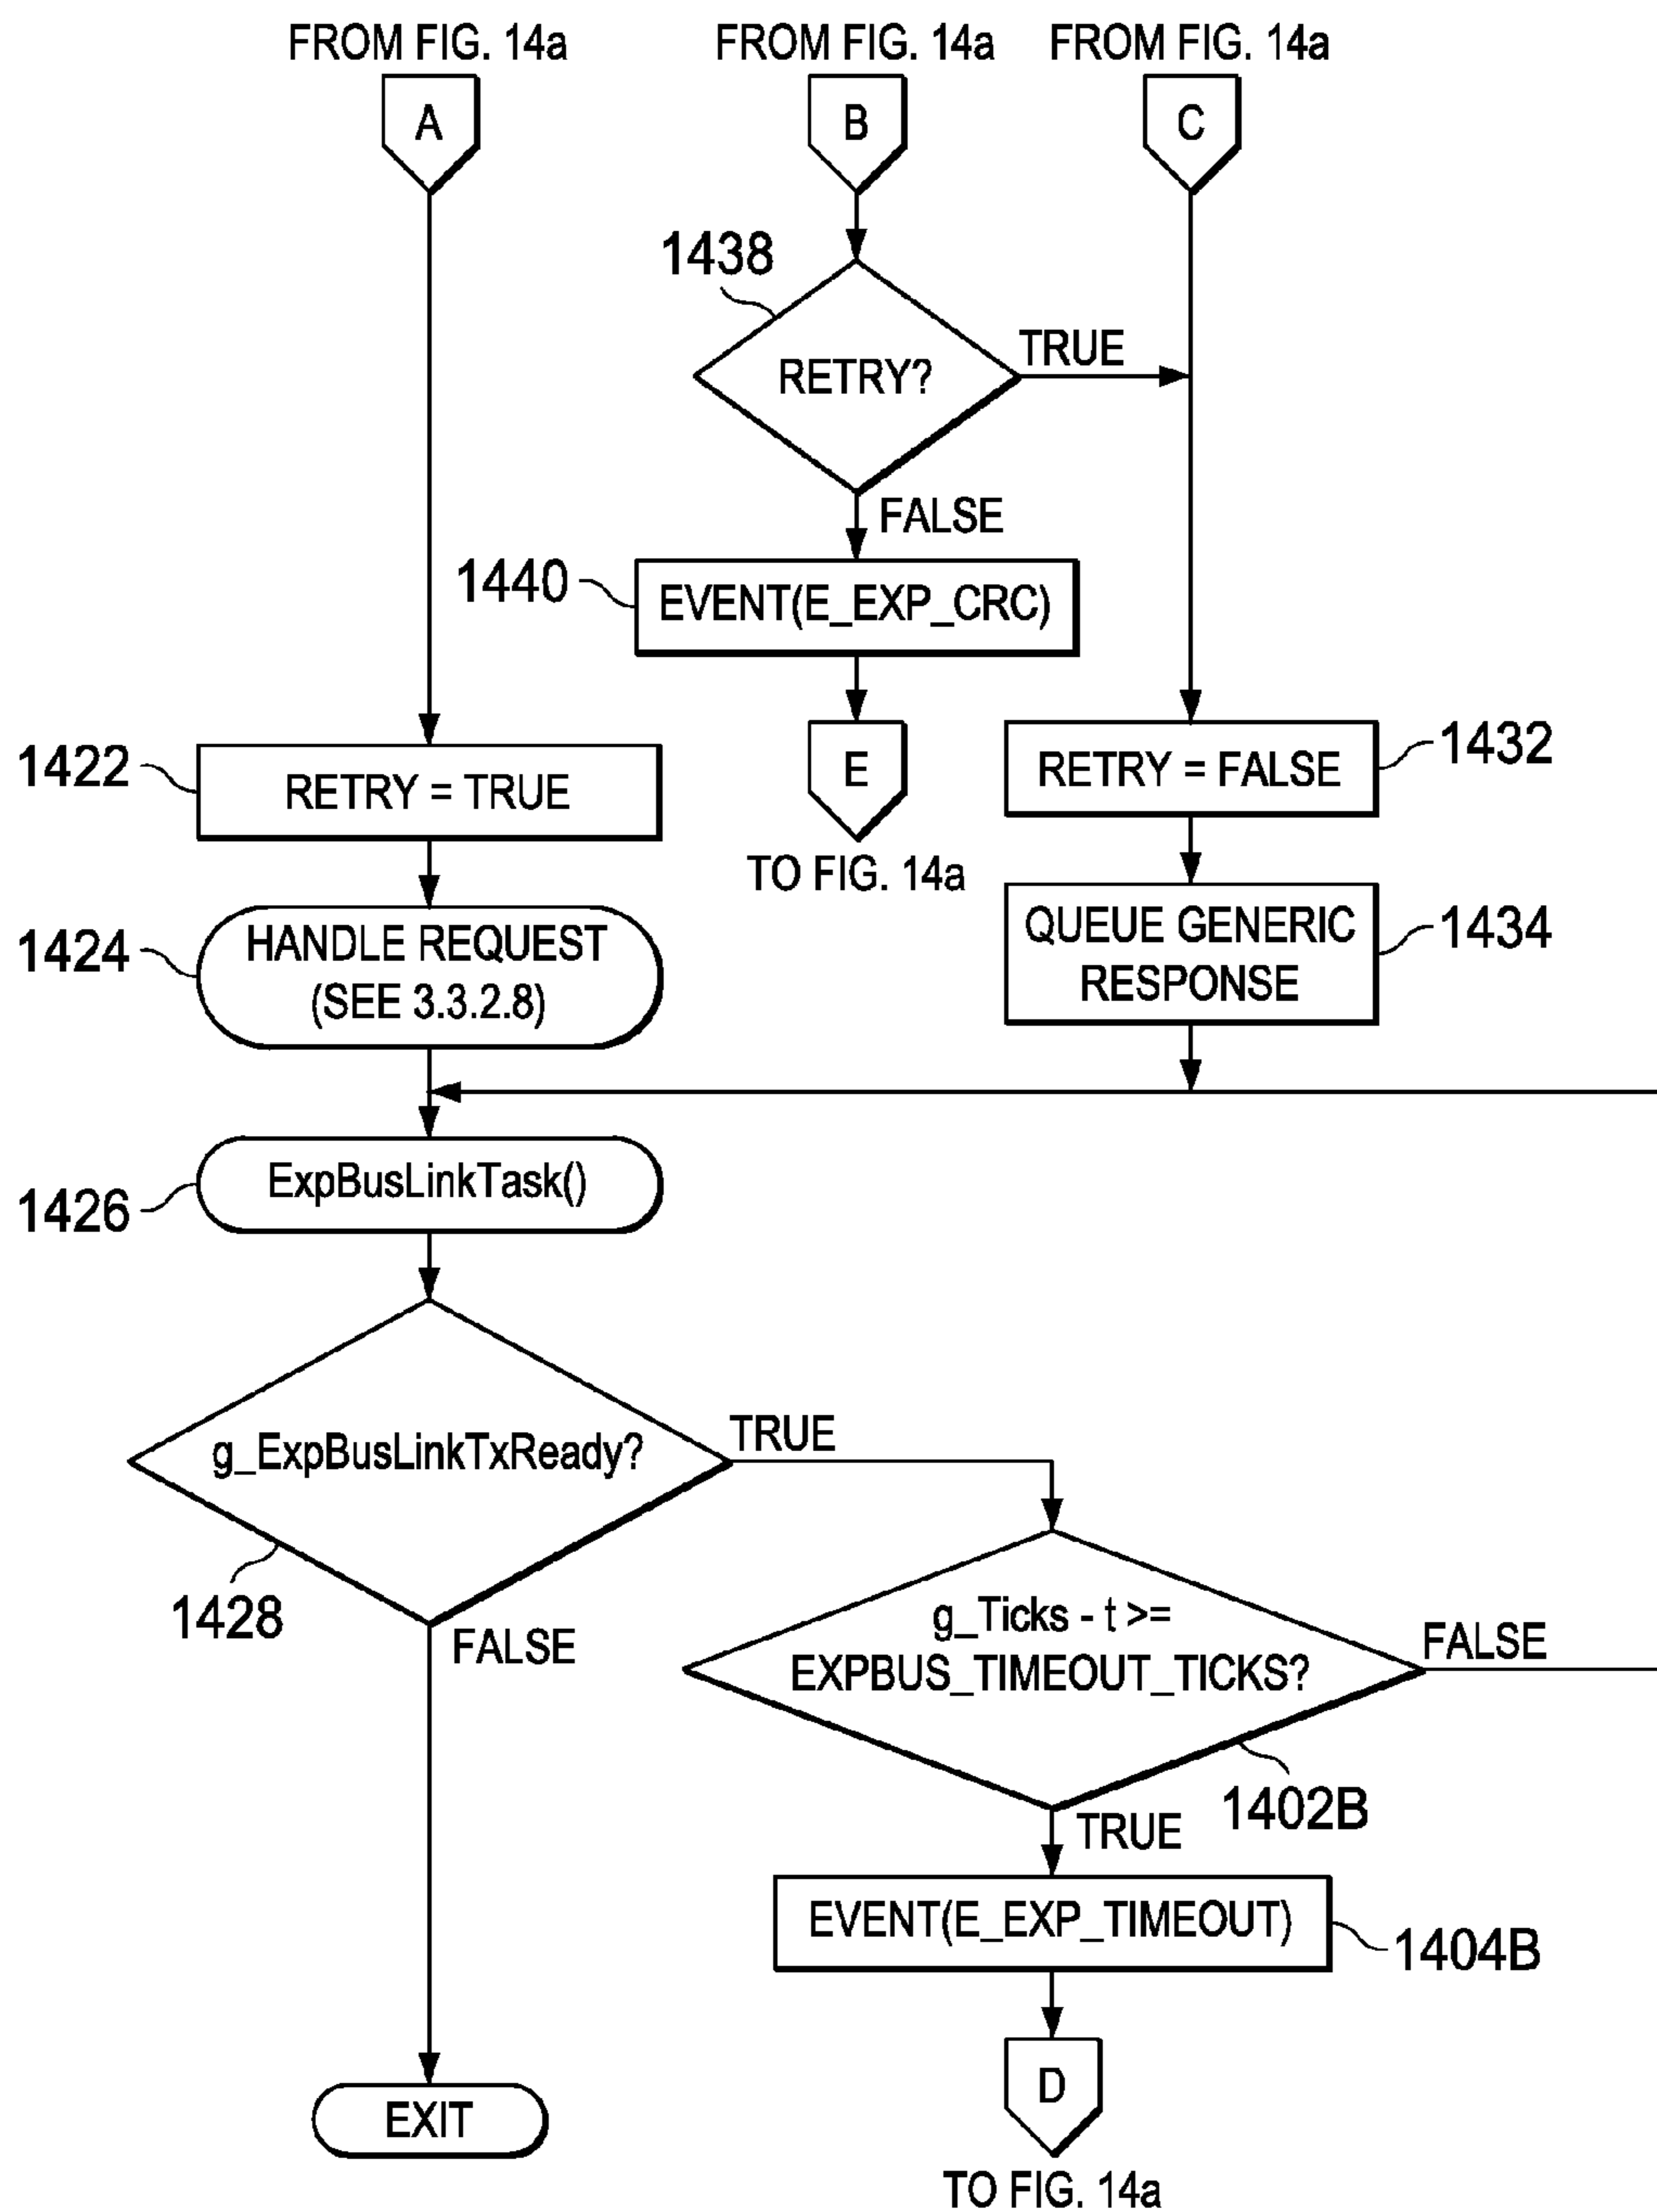 FROM FIG. 14a
FROM FIG. 14a
FROM FIG. 14a
A
B
C
1438
RETRY?
TRUE
FALSE
1440
EVENT(E_EXP_CRC)
1422
RETRY = TRUE
E
TO FIG. 14a
RETRY = FALSE
1432
1424
HANDLE REQUEST
(SEE 3.3.2.8)
QUEUE GENERIC
RESPONSE
1434
1426
ExpBusLinkTask()
g_ExpBusLinkTxReady?
TRUE
1428
FALSE
g_Ticks - t >=
EXPBUS_TIMEOUT_TICKS?
FALSE
1402B
TRUE
EVENT(E_EXP_TIMEOUT)
1404B
D
EXIT
TO FIG. 14a